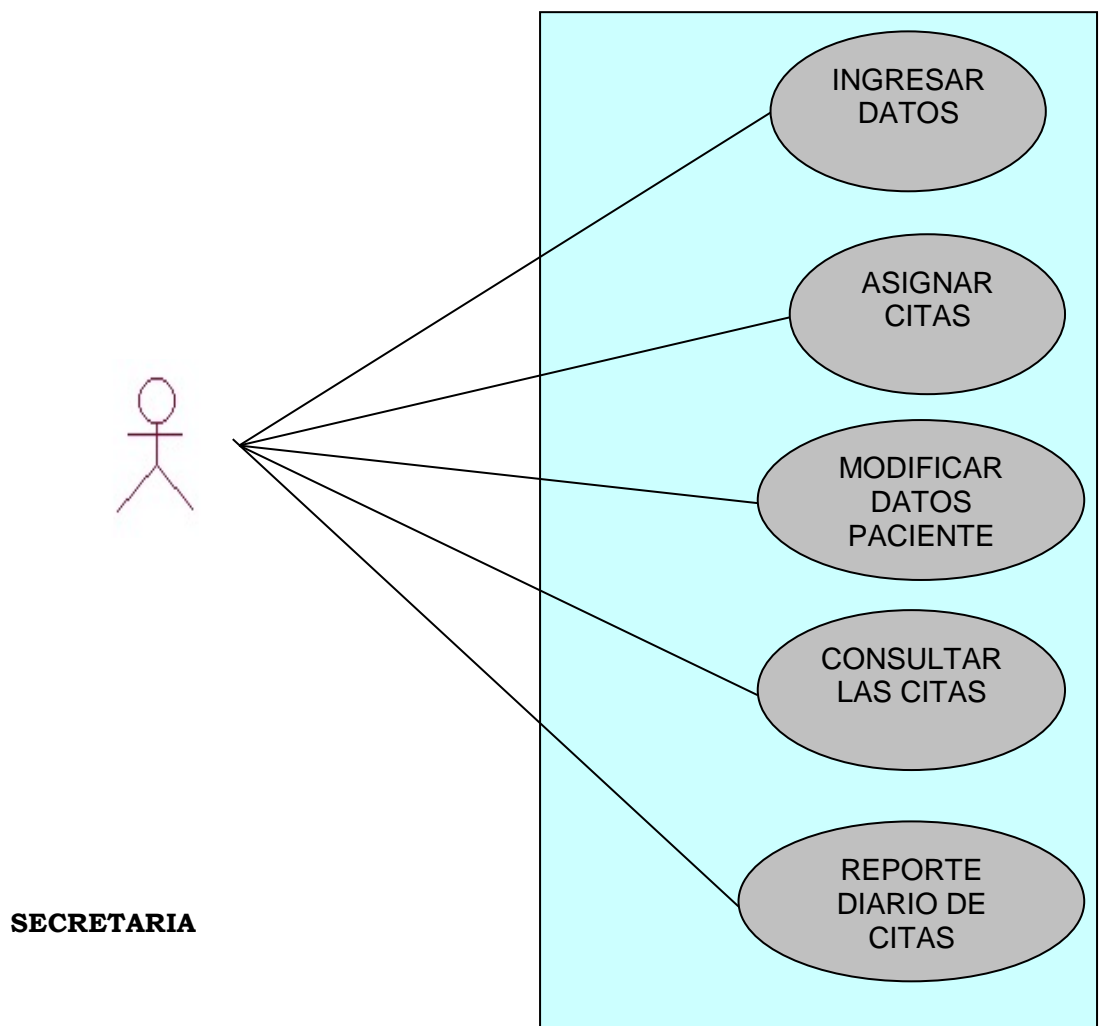 INGRESAR
DATOS
ASIGNAR
CITAS
MODIFICAR
DATOS
PACIENTE
CONSULTAR
LAS CITAS
REPORTE
DIARIO DE
CITAS
SECRETARIA